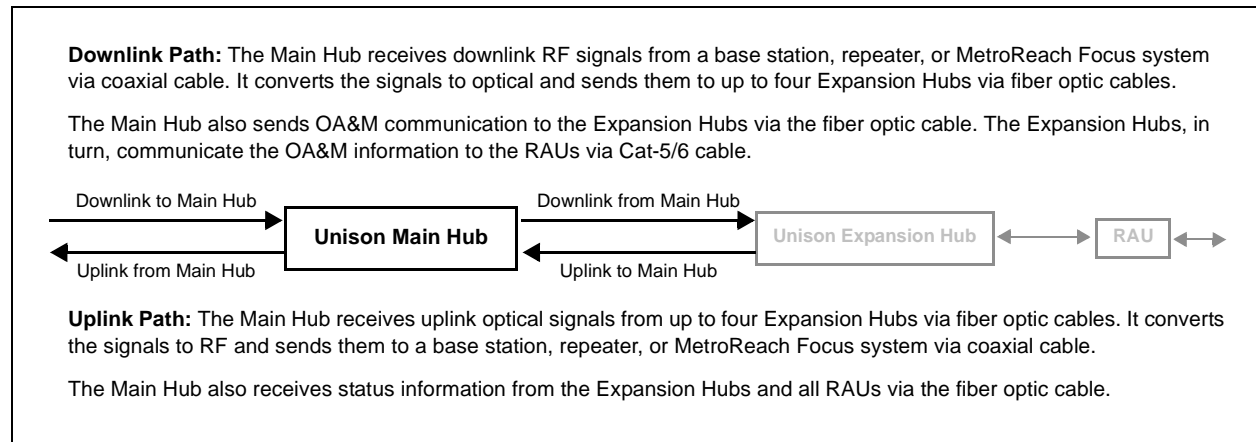 Downlink Path: The Main Hub receives downlink RF signals from a base station, repeater, or MetroReach Focus system
via coaxial cable. It converts the signals to optical and sends them to up to four Expansion Hubs via fiber optic cables.
The Main Hub also sends OA&M communication to the Expansion Hubs via the fiber optic cable. The Expansion Hubs, in
turn, communicate the OA&M information to the RAUs via Cat-5/6 cable.
Downlink to Main Hub
Downlink from Main Hub
Unison Main Hub
Unison Expansion Hub
RAU
Uplink from Main Hub
Uplink to Main Hub
Uplink Path: The Main Hub receives uplink optical signals from up to four Expansion Hubs via fiber optic cables. It converts
the signals to RF and sends them to a base station, repeater, or MetroReach Focus system via coaxial cable.
The Main Hub also receives status information from the Expansion Hubs and all RAUs via the fiber optic cable.